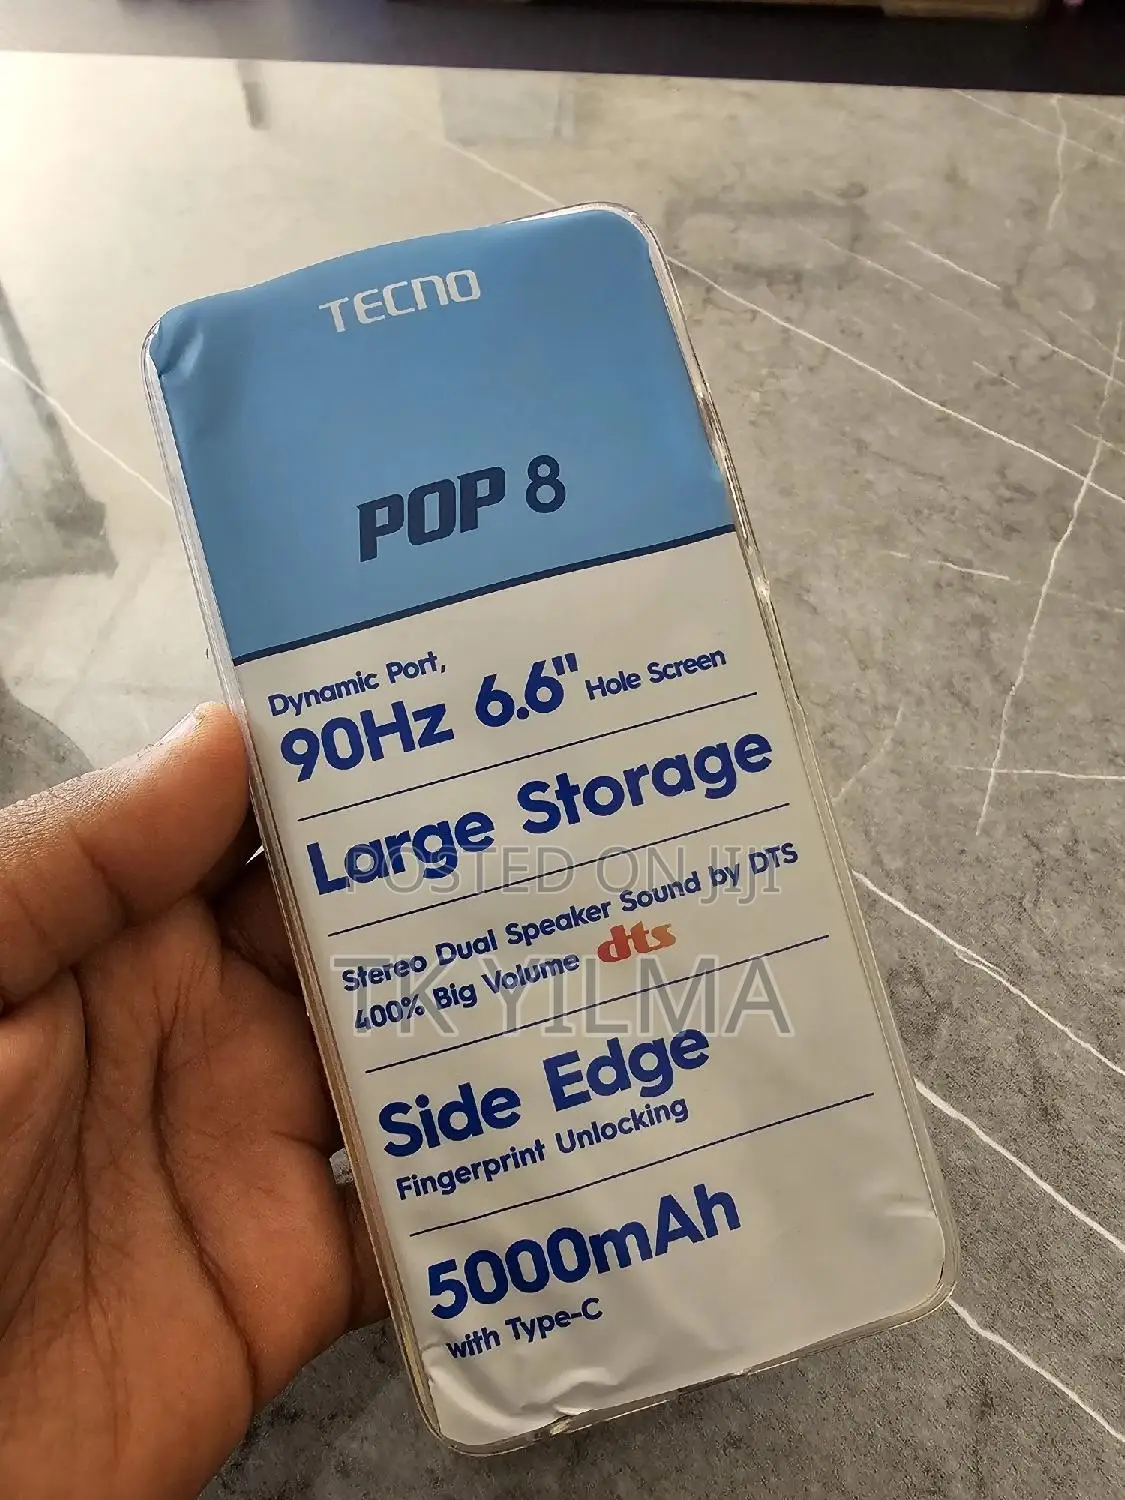 TECNO
POP 8
Dynamic Port,
90Hz 6.6" Hole Screen
Large Storage
POSTED ON JIJI
Stereo Dual Speaker Sound by DTS
400% Big Volume dts
TK YILMA
Side Edge
Fingerprint Unlocking
5000mAh
with Type-C